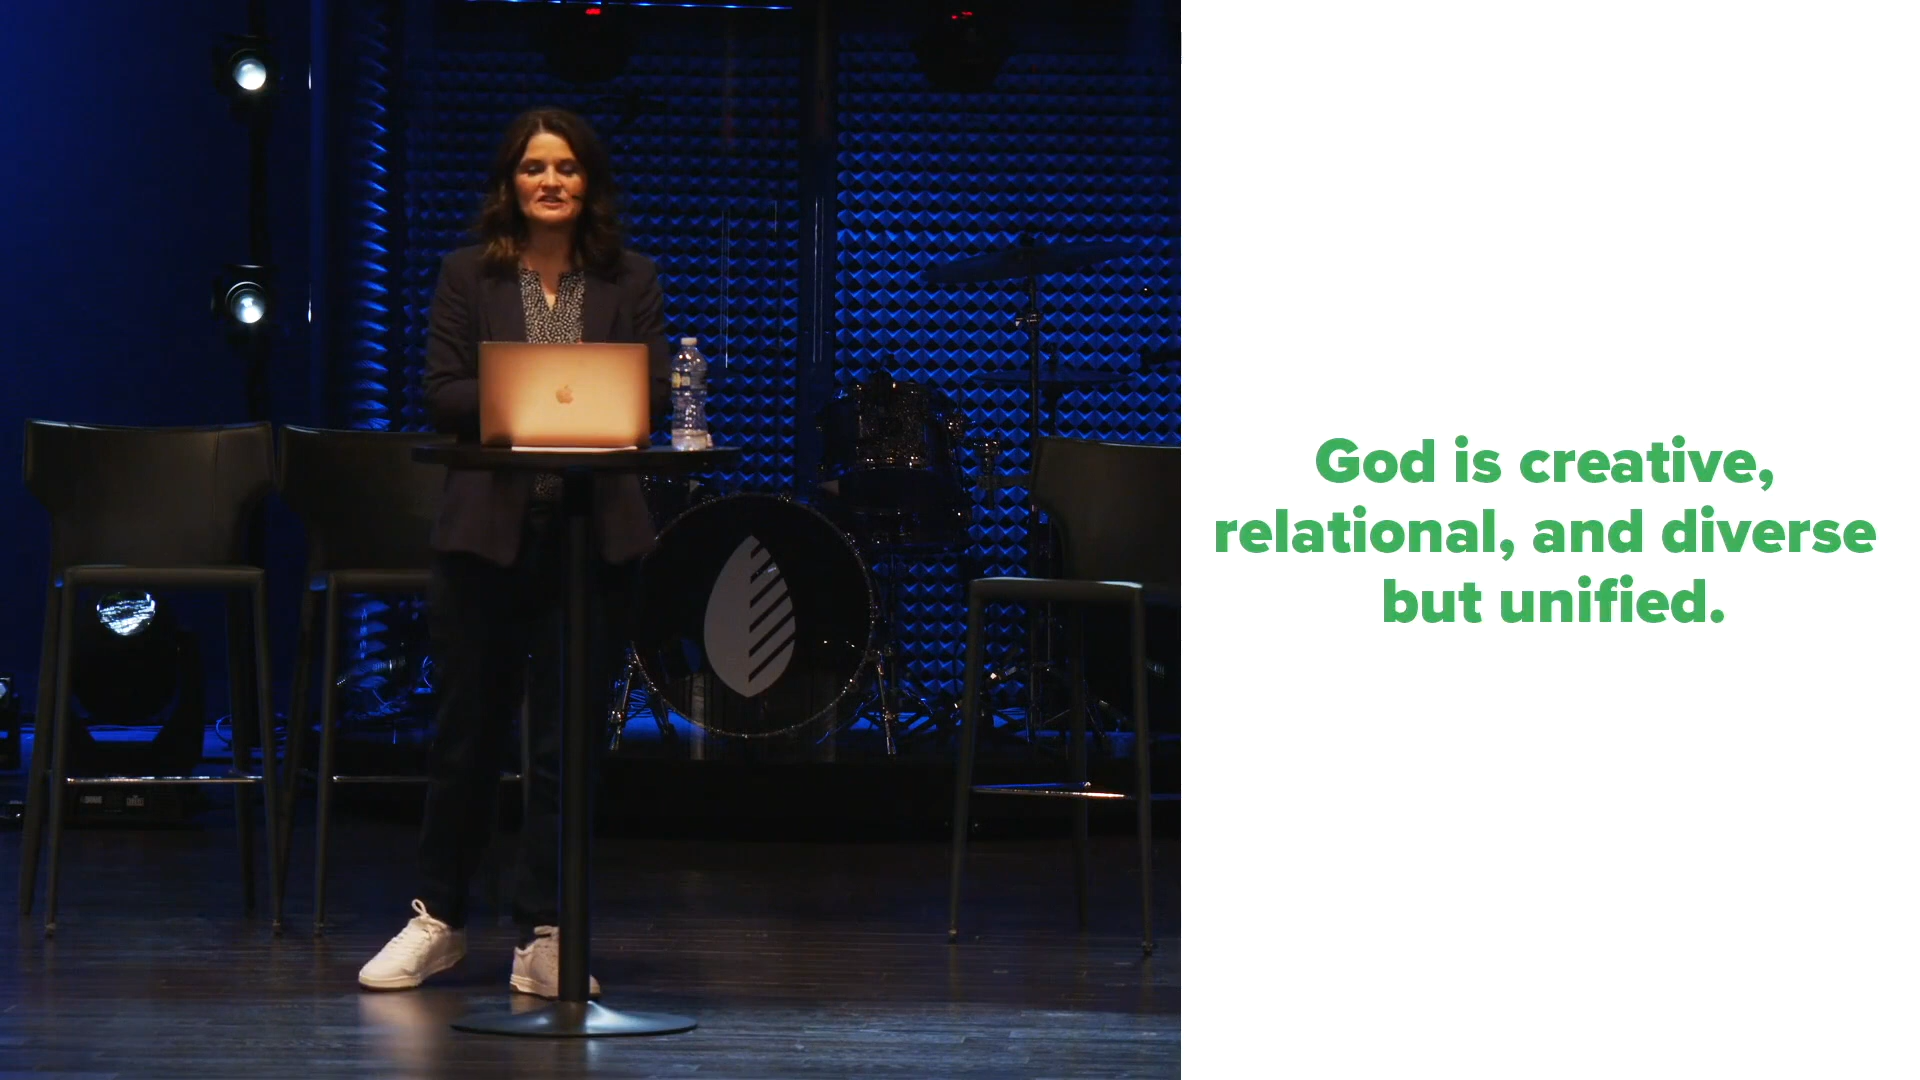 God is creative,
relational, and diverse
but unified.